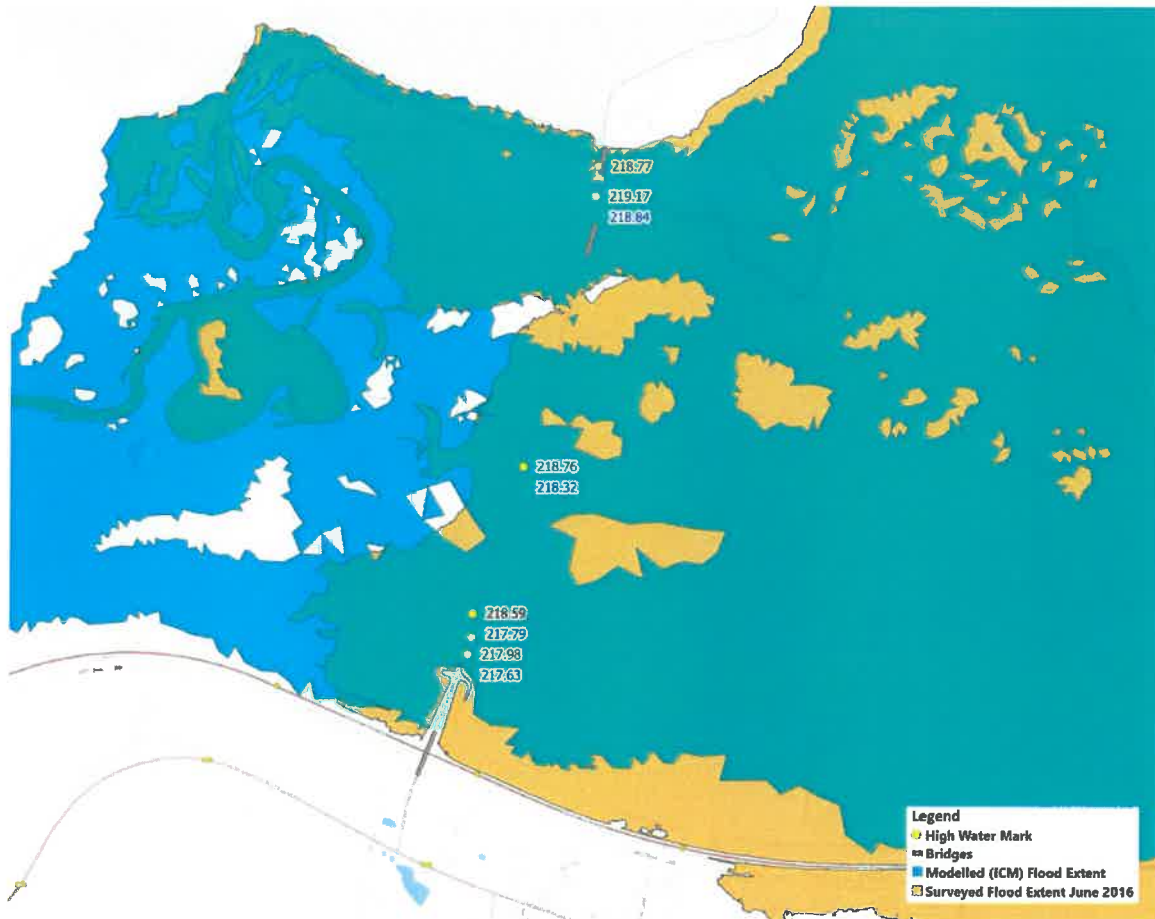 218.77
219.17
218.84
218.76
218.32
218.59
217.79
217.98
217.63
Legend
High Water Mark
Bridges
Modelled (ICM) Flood Extent
Surveyed Flood Extent June 2016